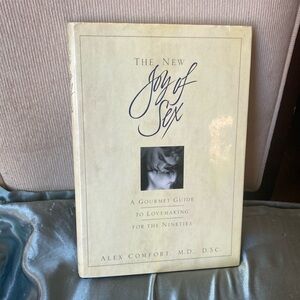 The New
Joy of
Sex
A Gourmet Guide
to Lovemaking
for the Nineties
Alex Comfort, M.D., D.Sc.